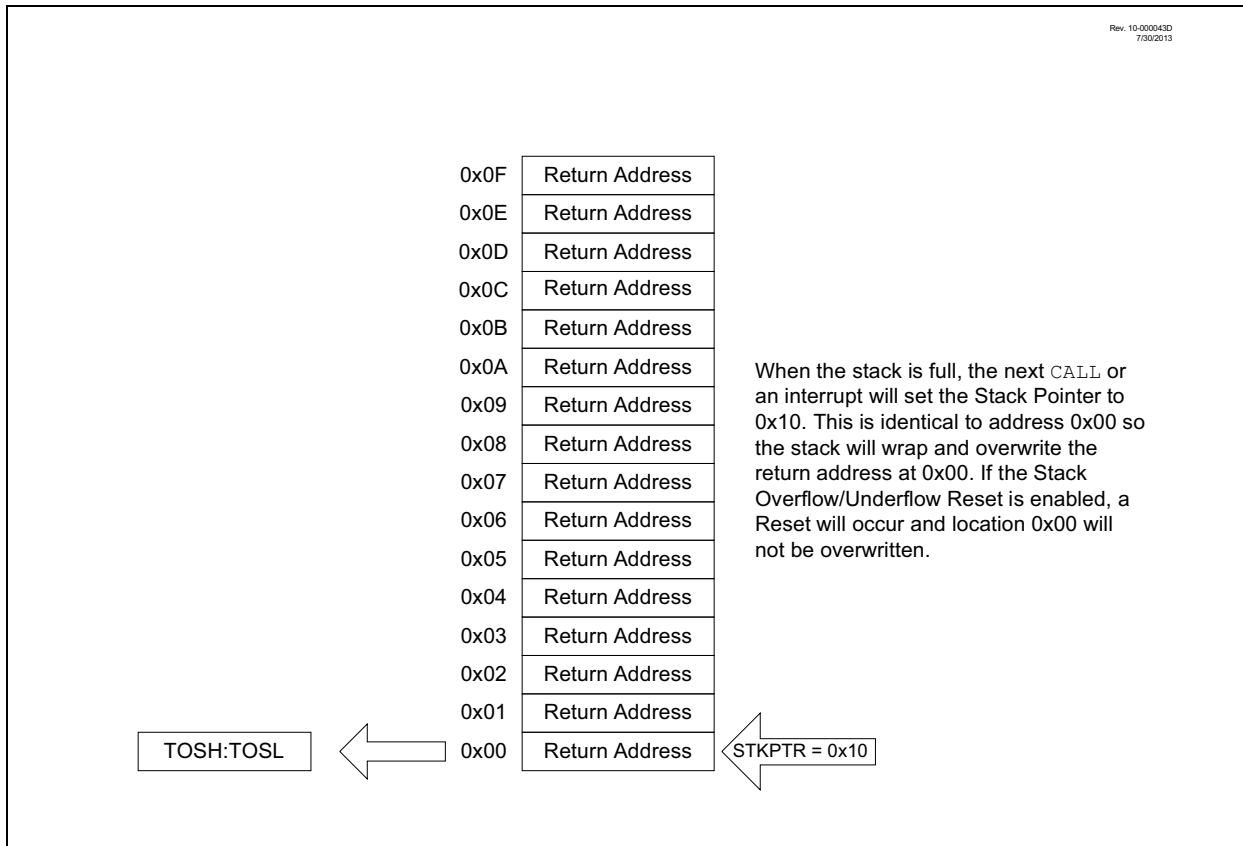 Rev. 10-000043D
7/30/2013
0x0F Return Address
0x0E Return Address
0x0D Return Address
0x0C Return Address
0x0B Return Address
0x0A Return Address
0x09 Return Address
0x08 Return Address
0x07 Return Address
0x06 Return Address
0x05 Return Address
0x04 Return Address
0x03 Return Address
0x02 Return Address
0x01 Return Address
TOSH:TOSL 0x00 Return Address STKPTR = 0x10
When the stack is full, the next CALL or
an interrupt will set the Stack Pointer to
0x10. This is identical to address 0x00 so
the stack will wrap and overwrite the
return address at 0x00. If the Stack
Overflow/Underflow Reset is enabled, a
Reset will occur and location 0x00 will
not be overwritten.